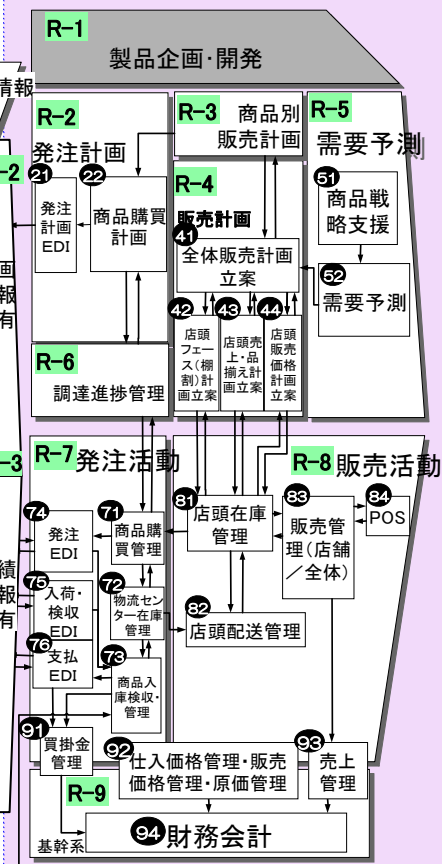 R-1
製品企画・開発
情報
R-2
発注計画
R-3
商品別
販売計画
R-5
需要予測
-2
21
発注
計画
EDI
22
商品購買
計画
R-4
販売計画
41
全体販売計画
立案
51
商品戦
略支援
52
需要予測
画
報
有
42
店頭
フェー
ス(棚
割)計
画立案
43
店頭売
上・品
揃え計
画立案
44
店頭
販売
価格
計画
立案
R-6
調達進捗管理
-3
R-7
発注活動
R-8
販売活動
74
発注
EDI
71
商品購
買管理
81
店頭在庫
管理
83
販売管
理(店舗
／全体)
84
POS
績
報
有
75
入荷・
検収
EDI
72
物流セン
ター在庫
管理
82
店頭配送管理
76
支払
EDI
73
商品入
庫検収・
管理
91
買掛金
管理
92
仕入価格管理・販売
価格管理・原価管理
93
売上
管理
R-9
基幹系
94
財務会計